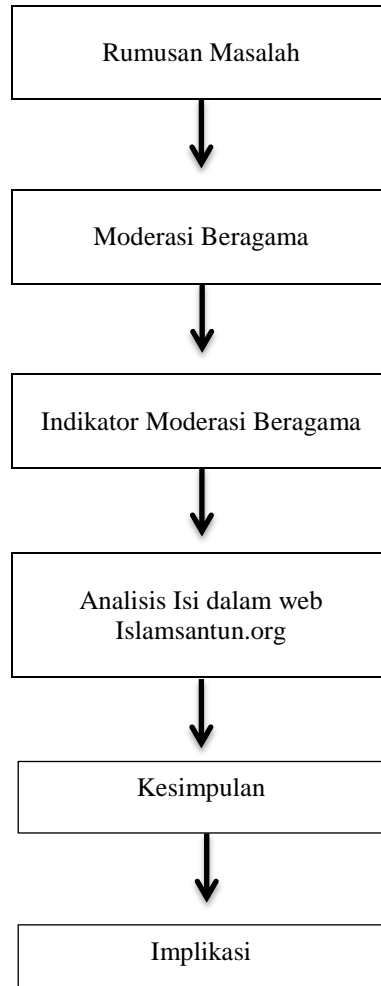 Rumusan Masalah
Moderasi Beragama
Indikator Moderasi Beragama
Analisis Isi dalam web
Islamsantun.org
Kesimpulan
Implikasi